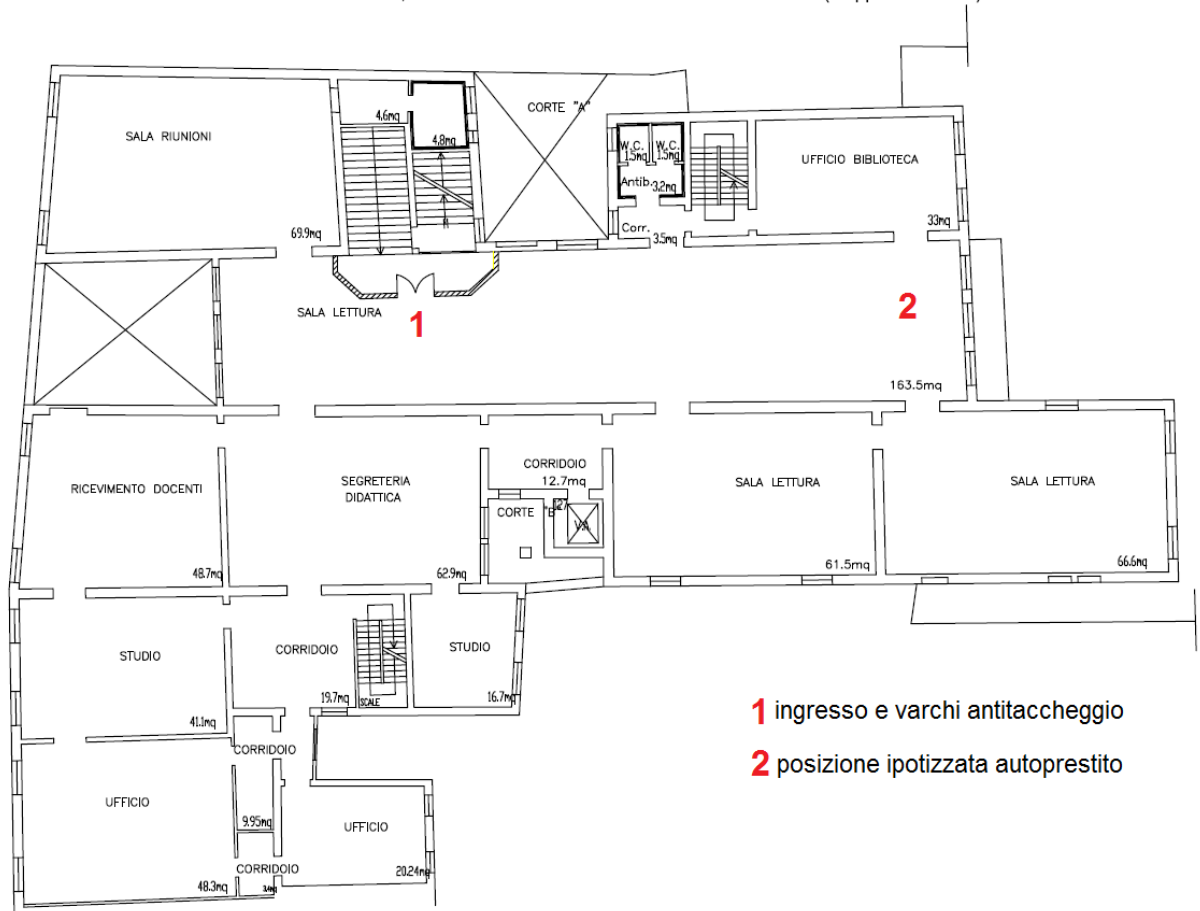 SALA RIUNIONI
69.9mq
4,6mq
4,8mq
CORTE "A"
W.C.
1.5mq
W.C.
1.5mq
Antib.
3.2mq
Corr.
3.5mq
UFFICIO BIBLIOTECA
33mq
SALA LETTURA
1
2
163.5mq
RICEVIMENTO DOCENTI
48.7mq
SEGRETERIA
DIDATTICA
62.9mq
CORRIDOIO
12.7mq
CORTE "B"
V.A
SALA LETTURA
61.5mq
SALA LETTURA
66.6mq
STUDIO
41.1mq
CORRIDOIO
19.7mq
SCALE
STUDIO
16.7mq
CORRIDOIO
9.95mq
UFFICIO
48.3mq
CORRIDOIO
UFFICIO
20.24mq
1 ingresso e varchi antitaccheggio
2 posizione ipotizzata autoprestito